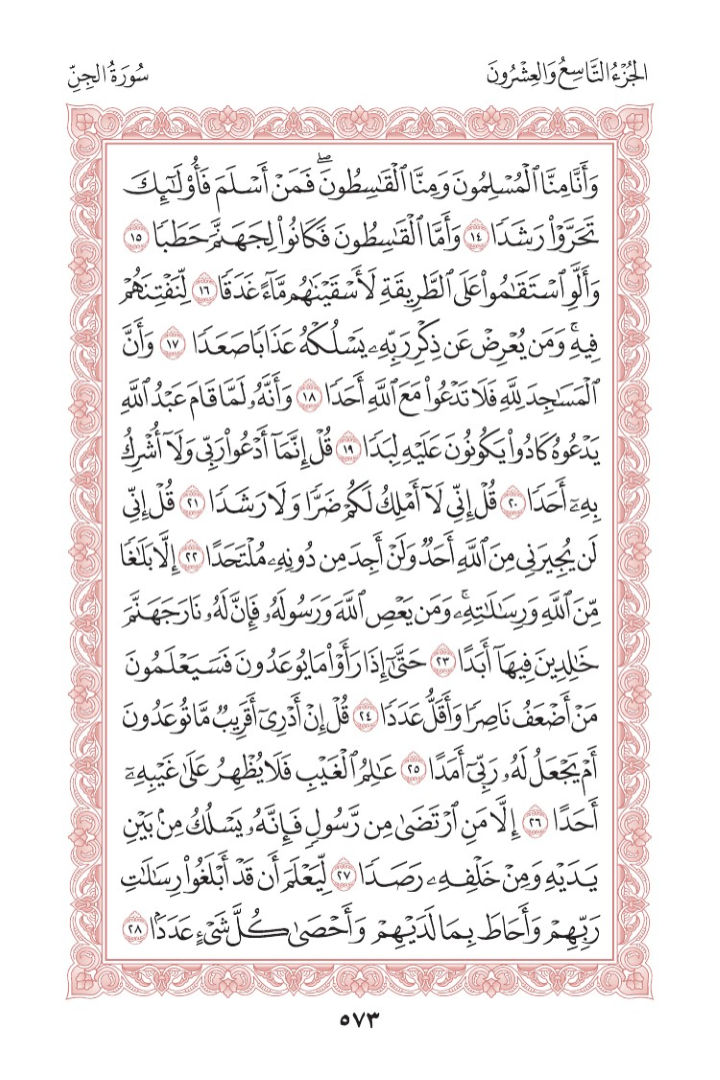 الجُزْءُ التَّاسِعُ وَالعِشْرُونَ
سُورَةُ الجِنِّ
وَأَنَّا مِنَّا ٱلْمُسْلِمُونَ وَمِنَّا ٱلْقَٰسِطُونَۖ فَمَنْ أَسْلَمَ فَأُو۟لَٰٓئِكَ
تَحَرَّوْا۟ رَشَدًا ١٤ وَأَمَّا ٱلْقَٰسِطُونَ فَكَانُوا۟ لِجَهَنَّمَ حَطَبًا ١٥
وَأَلَّوِ ٱسْتَقَٰمُوا۟ عَلَى ٱلطَّرِيقَةِ لَأَسْقَيْنَٰهُم مَّآءً غَدَقًا ١٦ لِّنَفْتِنَهُمْ
فِيهِۚ وَمَن يُعْرِضْ عَن ذِكْرِ رَبِّهِۦ يَسْلُكْهُ عَذَابًا صَعَدًا ١٧ وَأَنَّ
ٱلْمَسَٰجِدَ لِلَّهِ فَلَا تَدْعُوا۟ مَعَ ٱللَّهِ أَحَدًا ١٨ وَأَنَّهُۥ لَمَّا قَامَ عَبْدُ ٱللَّهِ
يَدْعُوهُ كَادُوا۟ يَكُونُونَ عَلَيْهِ لِبَدًا ١٩ قُلْ إِنَّمَآ أَدْعُوا۟ رَبِّى وَلَآ أُشْرِكُ
بِهِۦٓ أَحَدًا ٢٠ قُلْ إِنِّى لَآ أَمْلِكُ لَكُمْ ضَرًّا وَلَا رَشَدًا ٢١ قُلْ إِنِّى
لَن يُجِيرَنِى مِنَ ٱللَّهِ أَحَدٌ وَلَنْ أَجِدَ مِن دُونِهِۦ مُلْتَحَدًا ٢٢ إِلَّا بَلَٰغًا
مِّنَ ٱللَّهِ وَرِسَٰلَٰتِهِۦۚ وَمَن يَعْصِ ٱللَّهَ وَرَسُولَهُۥ فَإِنَّ لَهُۥ نَارَ جَهَنَّمَ
خَٰلِدِينَ فِيهَآ أَبَدًا ٢٣ حَتَّىٰٓ إِذَا رَأَوْا۟ مَا يُوعَدُونَ فَسَيَعْلَمُونَ
مَنْ أَضْعَفُ نَاصِرًا وَأَقَلُّ عَدَدًا ٢٤ قُلْ إِنْ أَدْرِىٓ أَقَرِيبٌ مَّا تُوعَدُونَ
أَمْ يَجْعَلُ لَهُۥ رَبِّىٓ أَمَدًا ٢٥ عَٰلِمُ ٱلْغَيْبِ فَلَا يُظْهِرُ عَلَىٰ غَيْبِهِۦٓ
أَحَدًا ٢٦ إِلَّا مَنِ ٱرْتَضَىٰ مِن رَّسُولٍ فَإِنَّهُۥ يَسْلُكُ مِنۢ بَيْنِ
يَدَيْهِ وَمِنْ خَلْفِهِۦ رَصَدًا ٢٧ لِّيَعْلَمَ أَن قَدْ أَبْلَغُوا۟ رِسَٰلَٰتِ
رَبِّهِمْ وَأَحَاطَ بِمَا لَدَيْهِمْ وَأَحْصَىٰ كُلَّ شَىْءٍ عَدَدًۢا ٢٨
٥٧٣